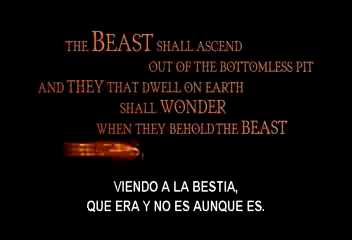 THE BEAST SHALL ASCEND
OUT OF THE BOTTOMLESS PIT
AND THEY THAT DWELL ON EARTH
SHALL WONDER
WHEN THEY BEHOLD THE BEAST
VIENDO A LA BESTIA,
QUE ERA Y NO ES AUNQUE ES.